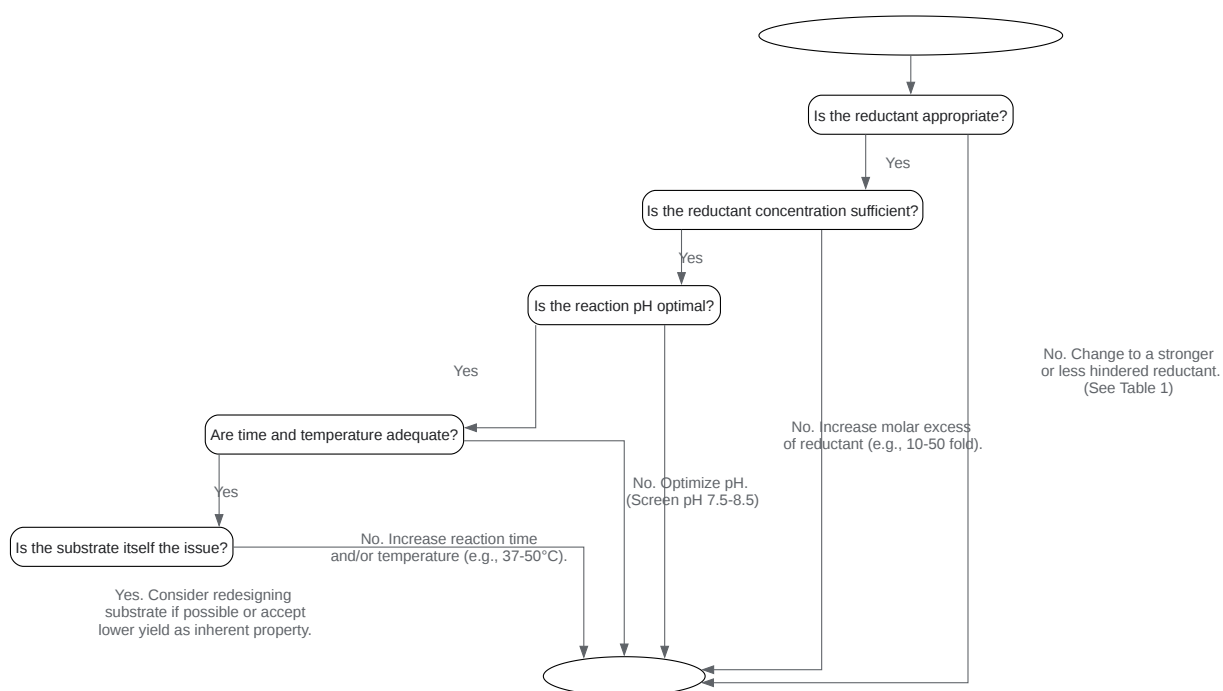 Is the reductant appropriate?
Yes
Is the reductant concentration sufficient?
Yes
Is the reaction pH optimal?
No. Change to a stronger
or less hindered reductant.
(See Table 1)
Yes
No. Increase molar excess
of reductant (e.g., 10-50 fold).
Are time and temperature adequate?
No. Optimize pH.
(Screen pH 7.5-8.5)
Yes
Is the substrate itself the issue?
No. Increase reaction time
and/or temperature (e.g., 37-50°C).
Yes. Consider redesigning
substrate if possible or accept
lower yield as inherent property.